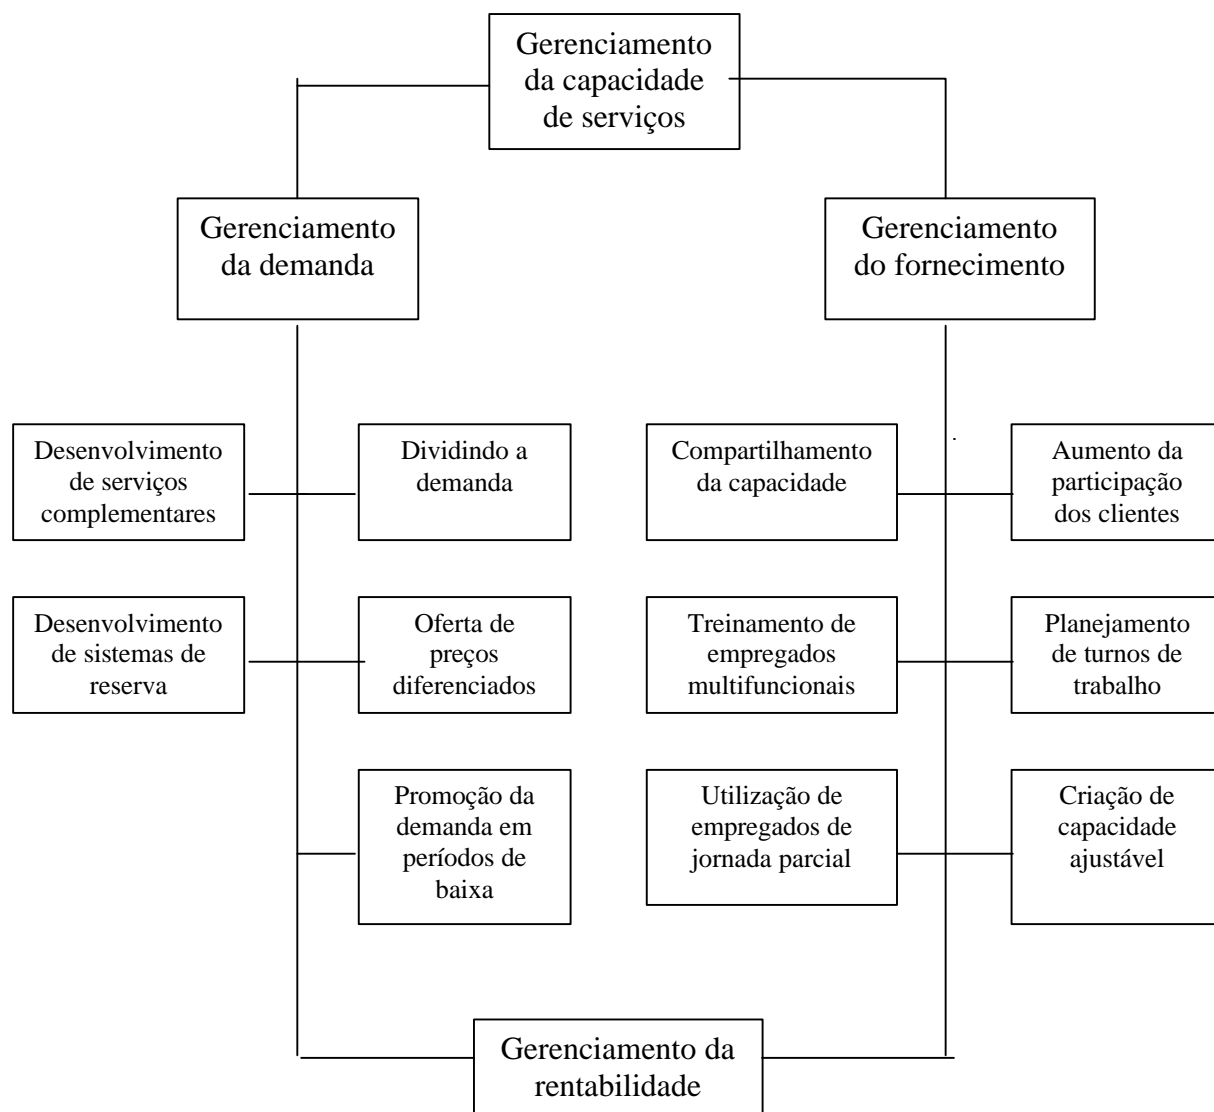 Gerenciamento
da capacidade
de serviços
Gerenciamento
da demanda
Gerenciamento
do fornecimento
Desenvolvimento
de serviços
complementares
Dividindo a
demanda
Compartilhamento
da capacidade
Aumento da
participação
dos clientes
Desenvolvimento
de sistemas de
reserva
Oferta de
preços
diferenciados
Treinamento de
empregados
multifuncionais
Planejamento
de turnos de
trabalho
Promoção da
demanda em
períodos de
baixa
Utilização de
empregados de
jornada parcial
Criação de
capacidade
ajustável
Gerenciamento da
rentabilidade